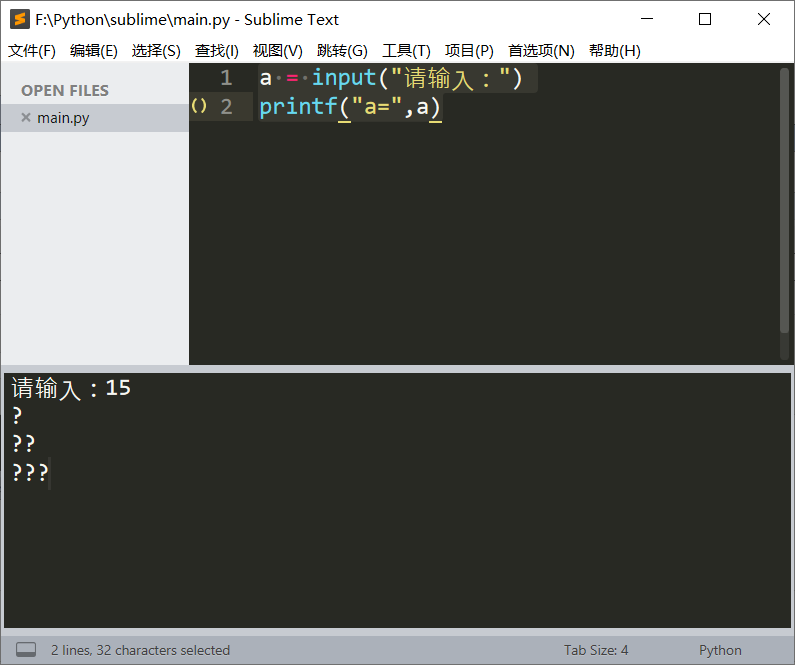 F:\Python\sublime\main.py - Sublime Text
文件(F) 编辑(E) 选择(S) 查找(I) 视图(V) 跳转(G) 工具(T) 项目(P) 首选项(N) 帮助(H)
OPEN FILES
× main.py
1 a = input("请输入：")
() 2 printf("a=",a)
请输入：15
?
??
???
2 lines, 32 characters selected Tab Size: 4 Python